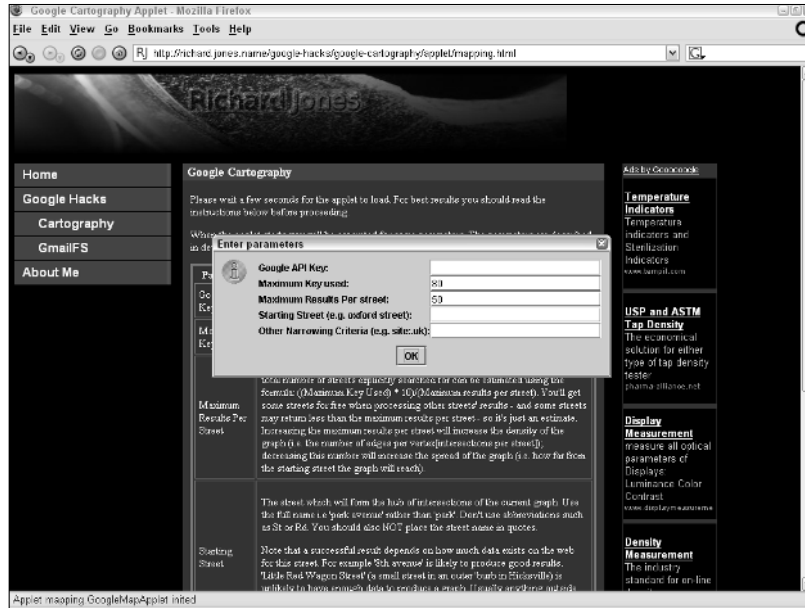 Google Cartography Applet - Mozilla Firefox
File Edit View Go Bookmarks Tools Help
http://richard.jones.name/google-hacks/google-cartography/applet/mapping.html
Richard Jones
Home
Google Hacks
Cartography
GmailFS
About Me
Google Cartography
Please wait a few seconds for the applet to load. For best results you should read the
instructions below before proceeding
Enter parameters
Google API Key:
Maximum Key used: 80
Maximum Results Per street: 50
Starting Street (e.g. oxford street):
Other Narrowing Criteria (e.g. site:.uk):
OK
Maximum
Results Per
Street
total number of streets explicitly searched for can be estimated using the
formula: ((Maximum Key Used) * 10)/(Maximum results per street). You'll get
some streets for free when processing other streets' results - and some streets
may return less than the maximum results per street - so it's just an estimate.
Increasing the maximum results per street will increase the density of the
graph (i.e. the number of edges per vertex[intersections per street]);
decreasing this number will increase the spread of the graph (i.e. how far from
the starting street the graph will reach).
Starting
Street
The street which will form the hub of intersections of the current graph. Use
the full name i.e 'park avenue' rather than 'park'. Don't use abbreviations such
as St or Rd. You should also NOT place the street name in quotes.
Note that a successful result depends on how much data exists on the web
for this street. For example '8th avenue' is likely to produce good results.
'Little Red Wagon Street' (a small street in an outer 'burb in Hicksville) is
unlikely to have enough data to produce a graph. Usually anything outside
Ads by Goooooogle
Temperature
Indicators
Temperature
indicators and
Sterilization
Indicators
www.tempil.com
USP and ASTM
Tap Density
The economical
solution for either
type of tap density
tester
pharma-alliance.net
Display
Measurement
measure all optical
parameters of
Displays:
Luminance Color
Contrast
www.displaymeasureme
Density
Measurement
The industry
standard for on-line
Applet mapping.GoogleMapApplet inited